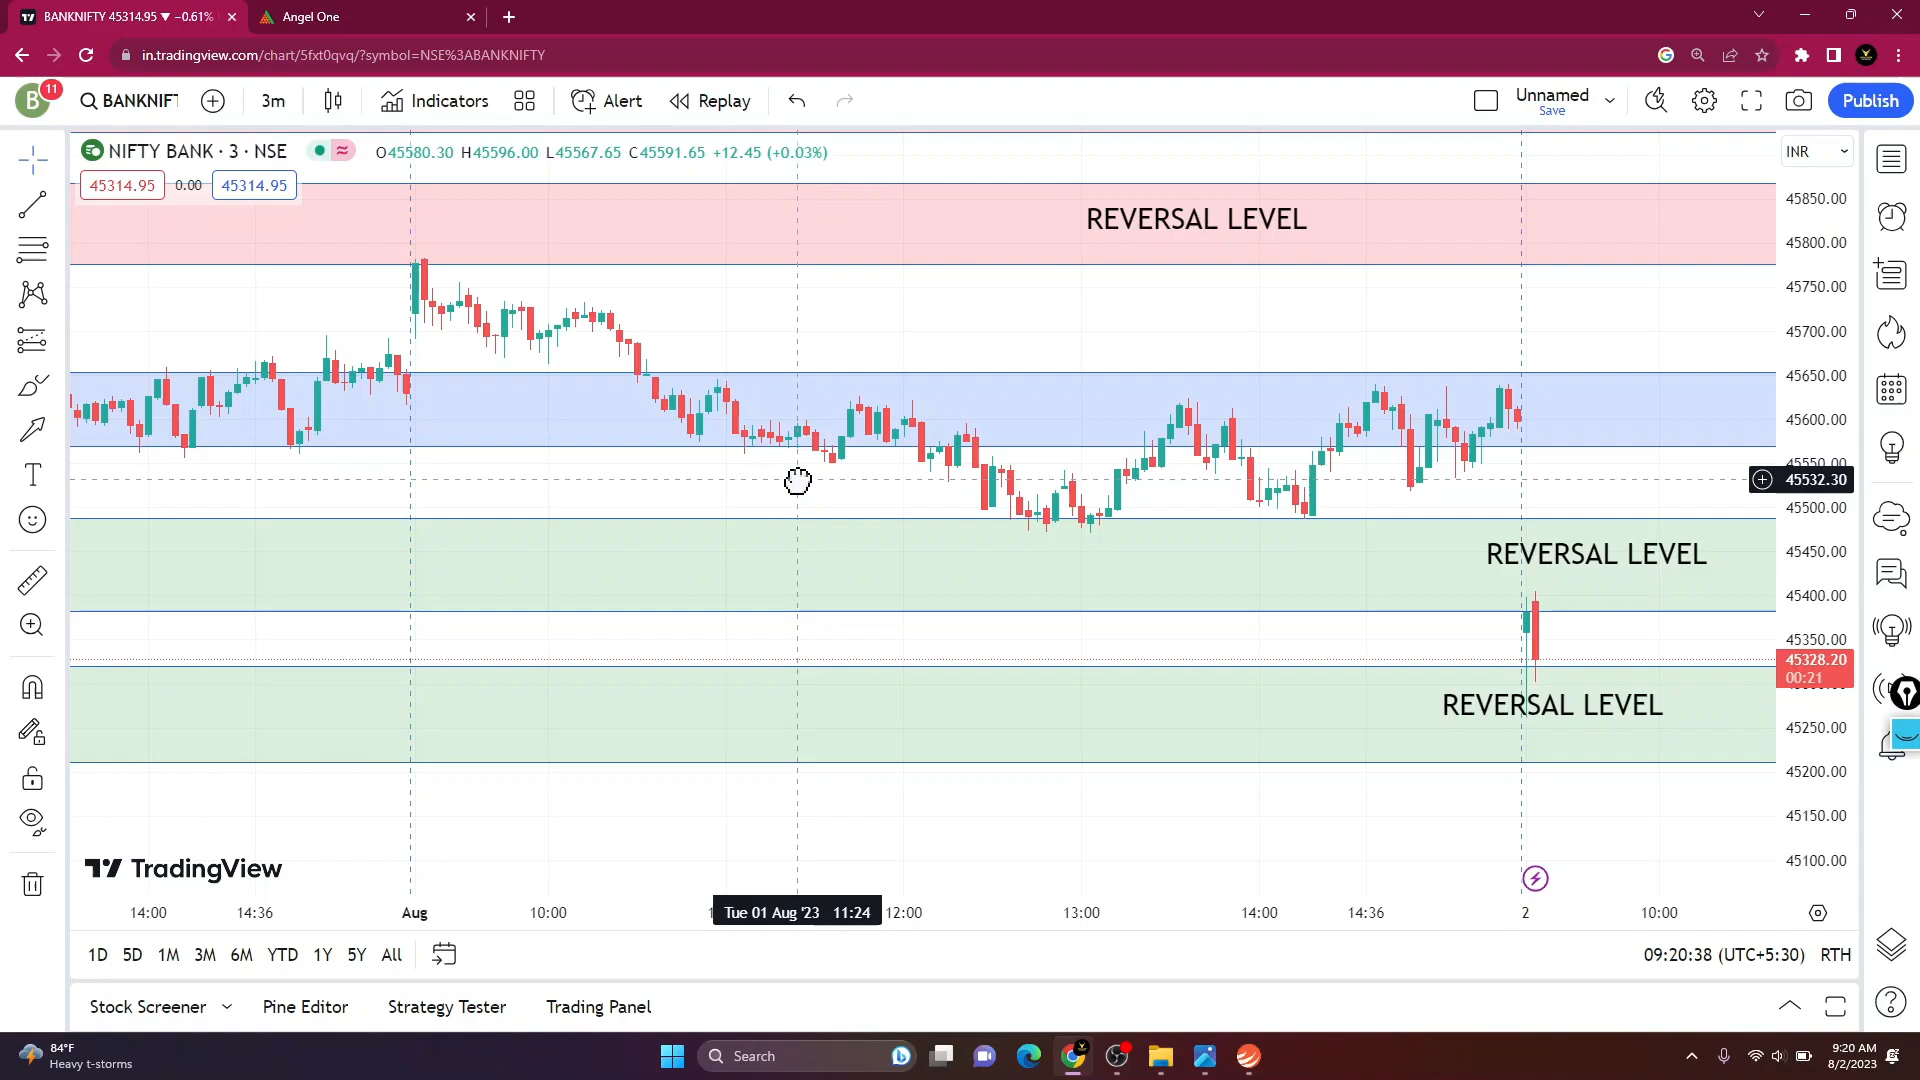 BANKNIFTY 45314.95 ▼ −0.61%
Angel One
in.tradingview.com/chart/5fxt0qvq/?symbol=NSE%3ABANKNIFTY
B
11
BANKNIFT
3m
Indicators
Alert
Replay
Unnamed
Save
Publish
NIFTY BANK · 3 · NSE
O45580.30 H45596.00 L45567.65 C45591.65 +12.45 (+0.03%)
INR
45314.95
0.00
45314.95
45850.00
REVERSAL LEVEL
45800.00
45750.00
45700.00
45650.00
45600.00
45532.30
45500.00
45450.00
REVERSAL LEVEL
45400.00
45350.00
45328.20
00:21
REVERSAL LEVEL
45250.00
45200.00
45150.00
45100.00
TradingView
14:00
14:36
Aug
10:00
Tue 01 Aug '23 11:24
12:00
13:00
14:00
14:36
2
10:00
1D 5D 1M 3M 6M YTD 1Y 5Y All
09:20:38 (UTC+5:30) RTH
Stock Screener
Pine Editor
Strategy Tester
Trading Panel
84°F
Heavy t-storms
Search
9:20 AM
8/2/2023